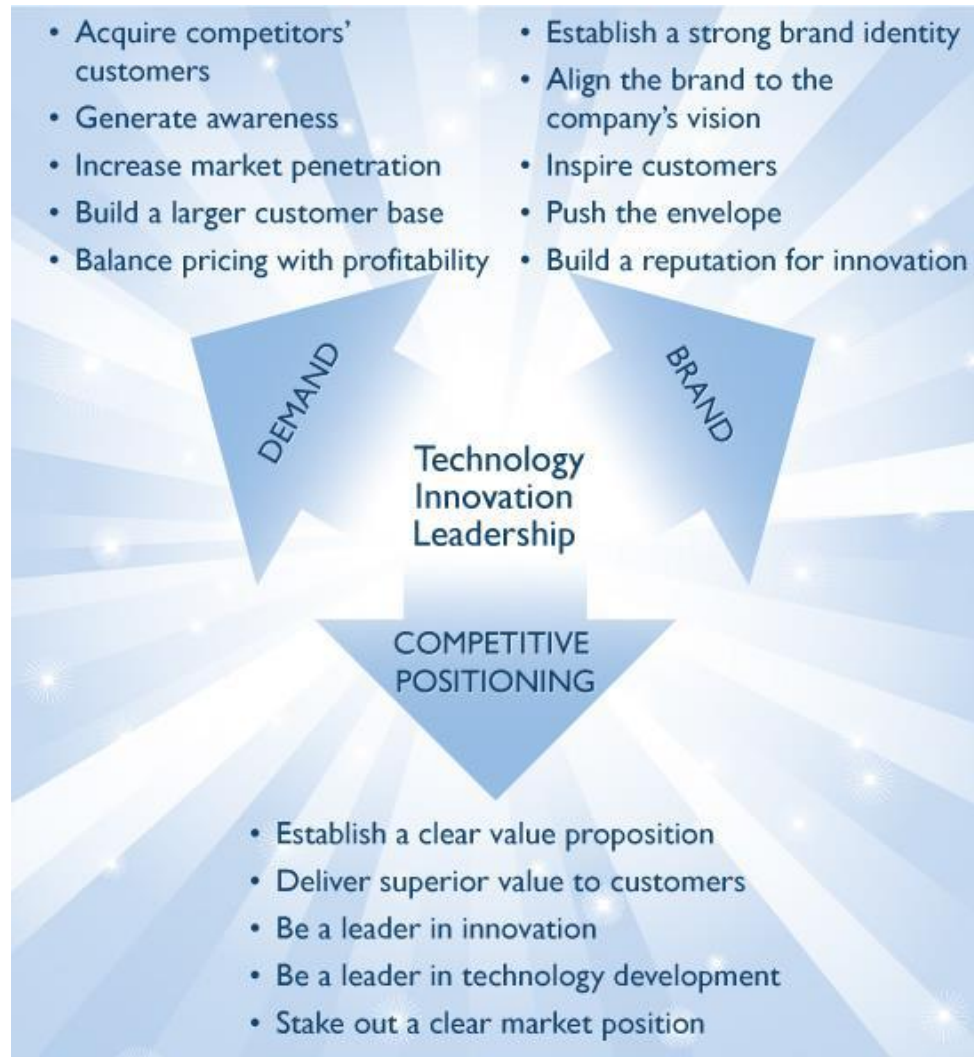 • Acquire competitors'
customers
• Generate awareness
• Increase market penetration
• Build a larger customer base
• Balance pricing with profitability
• Establish a strong brand identity
• Align the brand to the
company's vision
• Inspire customers
• Push the envelope
• Build a reputation for innovation
DEMAND
BRAND
Technology
Innovation
Leadership
COMPETITIVE
POSITIONING
• Establish a clear value proposition
• Deliver superior value to customers
• Be a leader in innovation
• Be a leader in technology development
• Stake out a clear market position